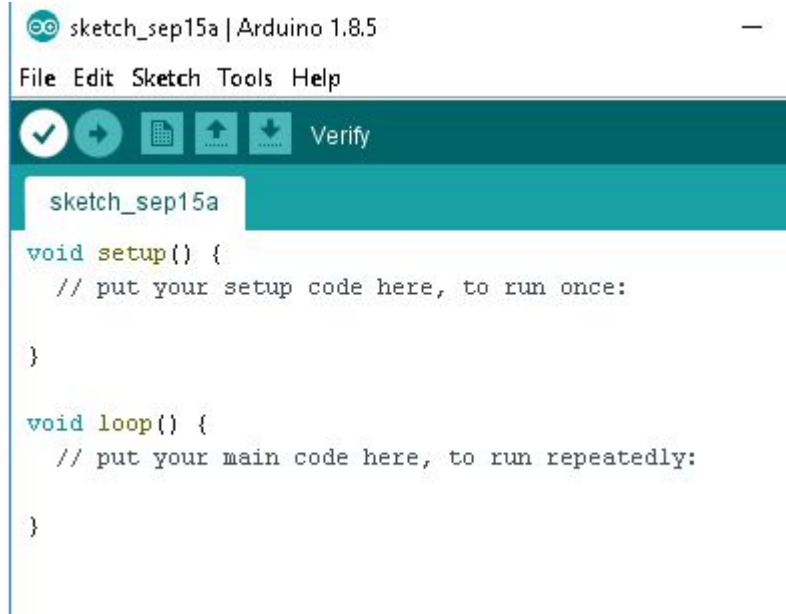 sketch_sep15a | Arduino 1.8.5
File Edit Sketch Tools Help
Verify
sketch_sep15a
void setup() {
  // put your setup code here, to run once:
}
void loop() {
  // put your main code here, to run repeatedly:
}